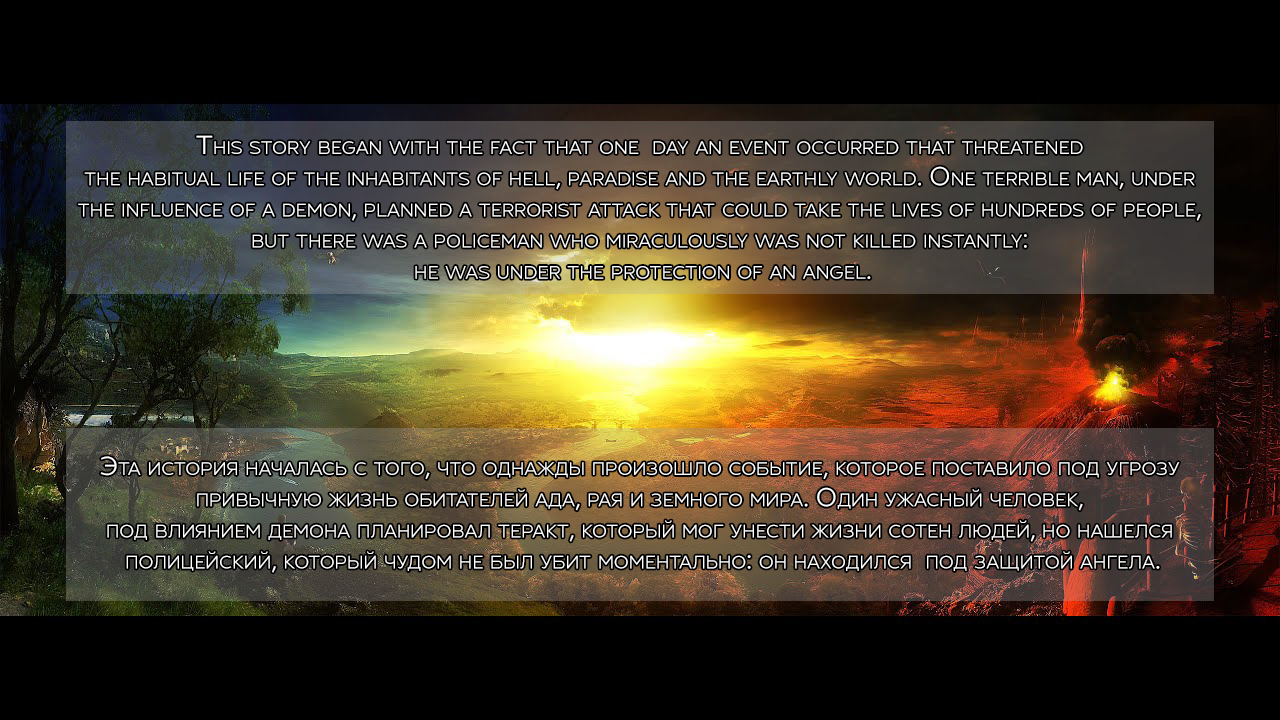 This story began with the fact that one day an event occurred that threatened
the habitual life of the inhabitants of hell, paradise and the earthly world. One terrible man, under
the influence of a demon, planned a terrorist attack that could take the lives of hundreds of people,
but there was a policeman who miraculously was not killed instantly:
he was under the protection of an angel.
Эта история началась с того, что однажды произошло событие, которое поставило под угрозу
привычную жизнь обитателей ада, рая и земного мира. Один ужасный человек,
под влиянием демона планировал теракт, который мог унести жизни сотен людей, но нашелся
полицейский, который чудом не был убит моментально: он находился под защитой ангела.